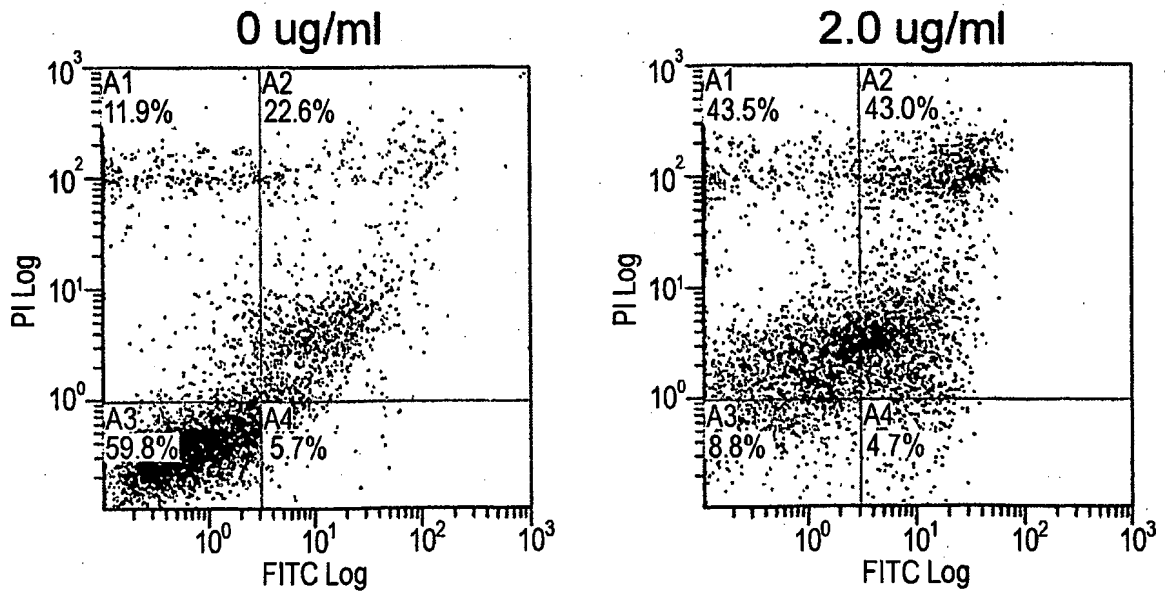 0 ug/ml
10³
A1
11.9%
A2
22.6%
10²
10¹
10⁰
A3
59.8%
A4
5.7%
PI Log
10⁰
10¹
10²
10³
FITC Log
2.0 ug/ml
10³
A1
43.5%
A2
43.0%
10²
10¹
10⁰
A3
8.8%
A4
4.7%
PI Log
10⁰
10¹
10²
10³
FITC Log